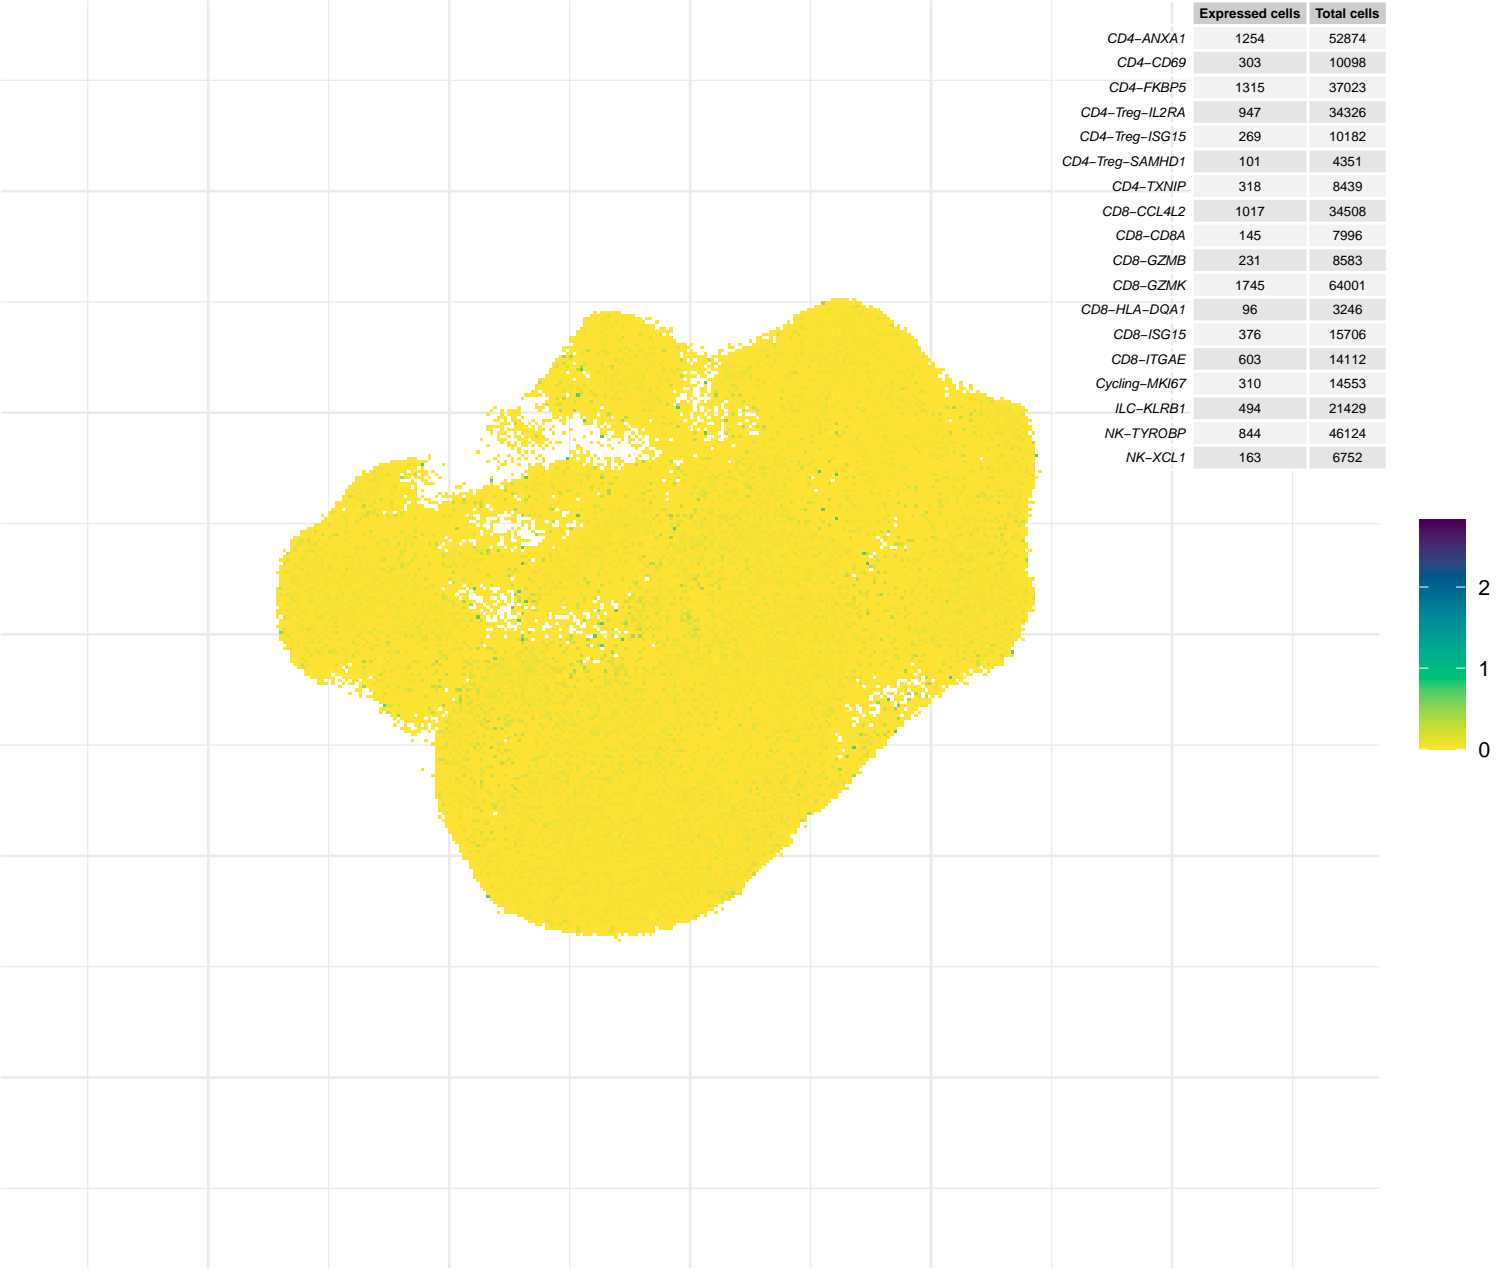 Expressed cells Total cells
CD4−ANXA1 1254 52874
CD4−CD69 303 10098
CD4−FKBP5 1315 37023
CD4−Treg−IL2RA 947 34326
CD4−Treg−ISG15 269 10182
CD4−Treg−SAMHD1 101 4351
CD4−TXNIP 318 8439
CD8−CCL4L2 1017 34508
CD8−CD8A 145 7996
CD8−GZMB 231 8583
CD8−GZMK 1745 64001
CD8−HLA−DQA1 96 3246
CD8−ISG15 376 15706
CD8−ITGAE 603 14112
Cycling−MKI67 310 14553
ILC−KLRB1 494 21429
NK−TYROBP 844 46124
NK−XCL1 163 6752
2
1
0